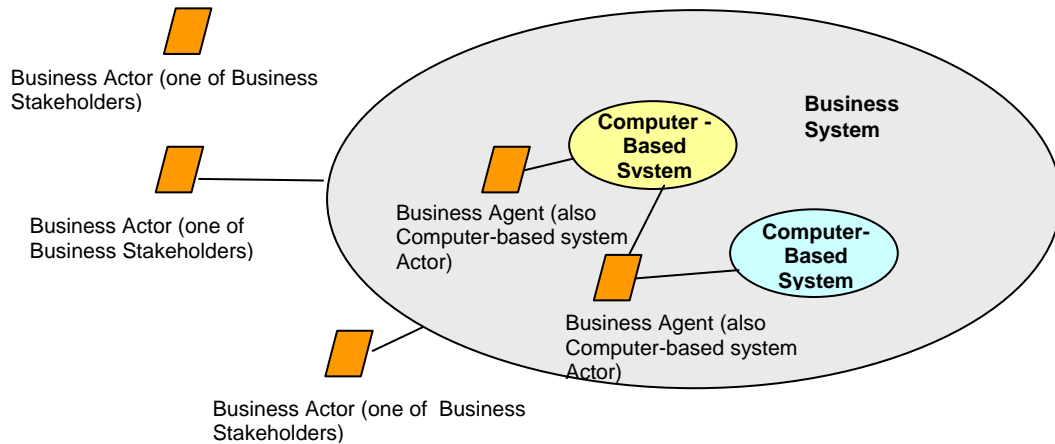 Business Actor (one of Business
Stakeholders)
Business Actor (one of
Business Stakeholders)
Business Actor (one of  Business
Stakeholders)
Business
System
Computer -
Based
System
Business Agent (also
Computer-based system
Actor)
Computer-
Based
System
Business Agent (also
Computer-based system
Actor)